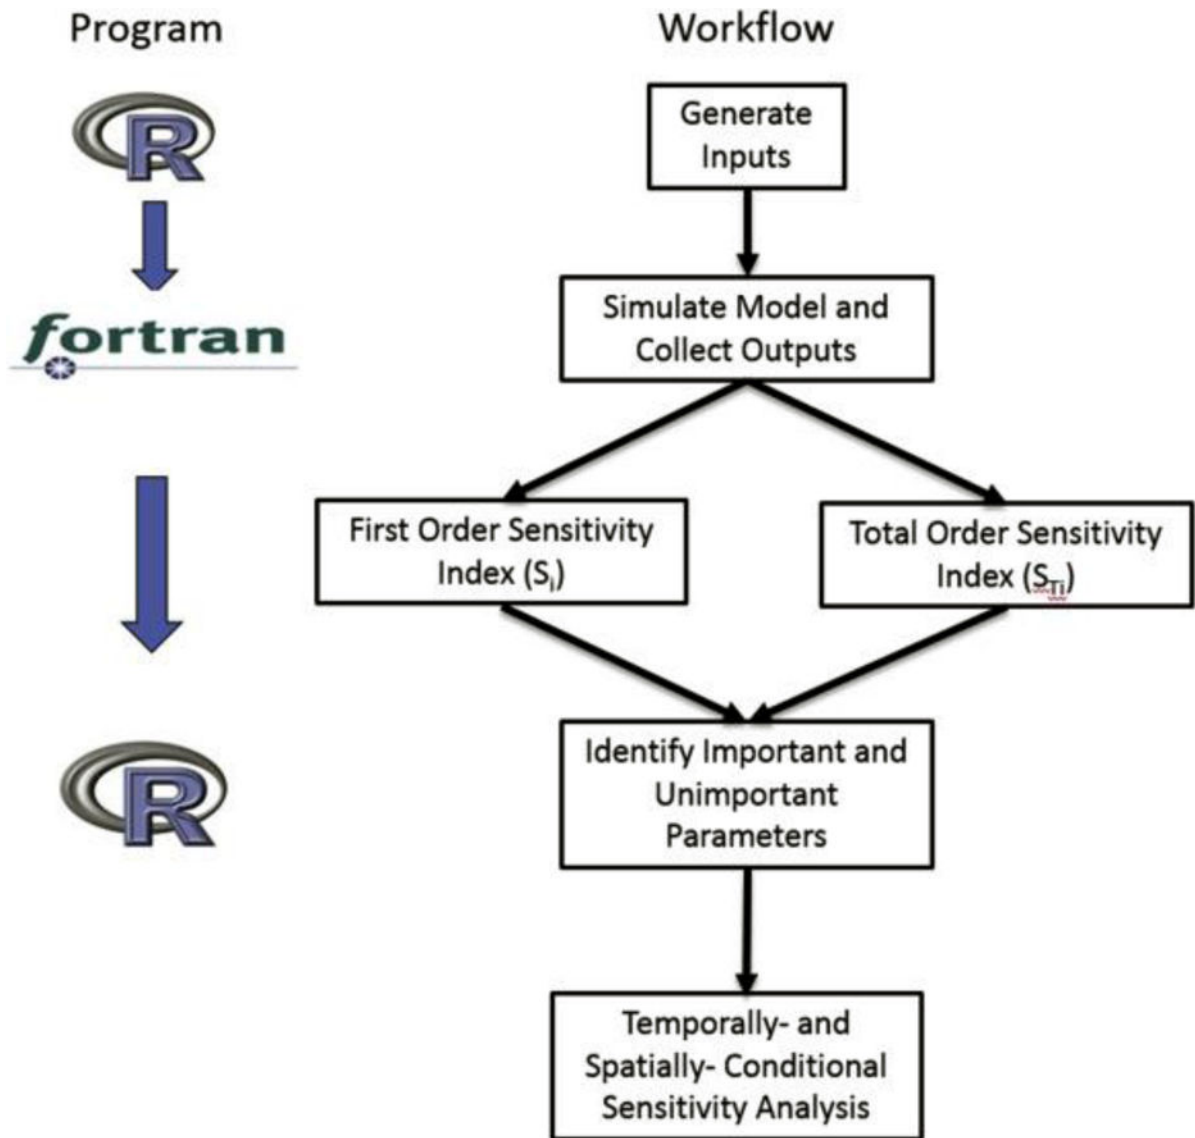 Program
Workflow
R
Generate
Inputs
fortran
Simulate Model and
Collect Outputs
First Order Sensitivity
Index (Si)
Total Order Sensitivity
Index (STi)
R
Identify Important and
Unimportant
Parameters
Temporally- and
Spatially- Conditional
Sensitivity Analysis